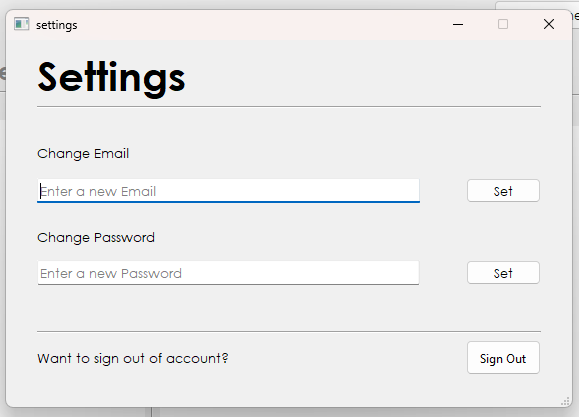 settings
Settings
Change Email
Enter a new Email
Set
Change Password
Enter a new Password
Set
Want to sign out of account?
Sign Out